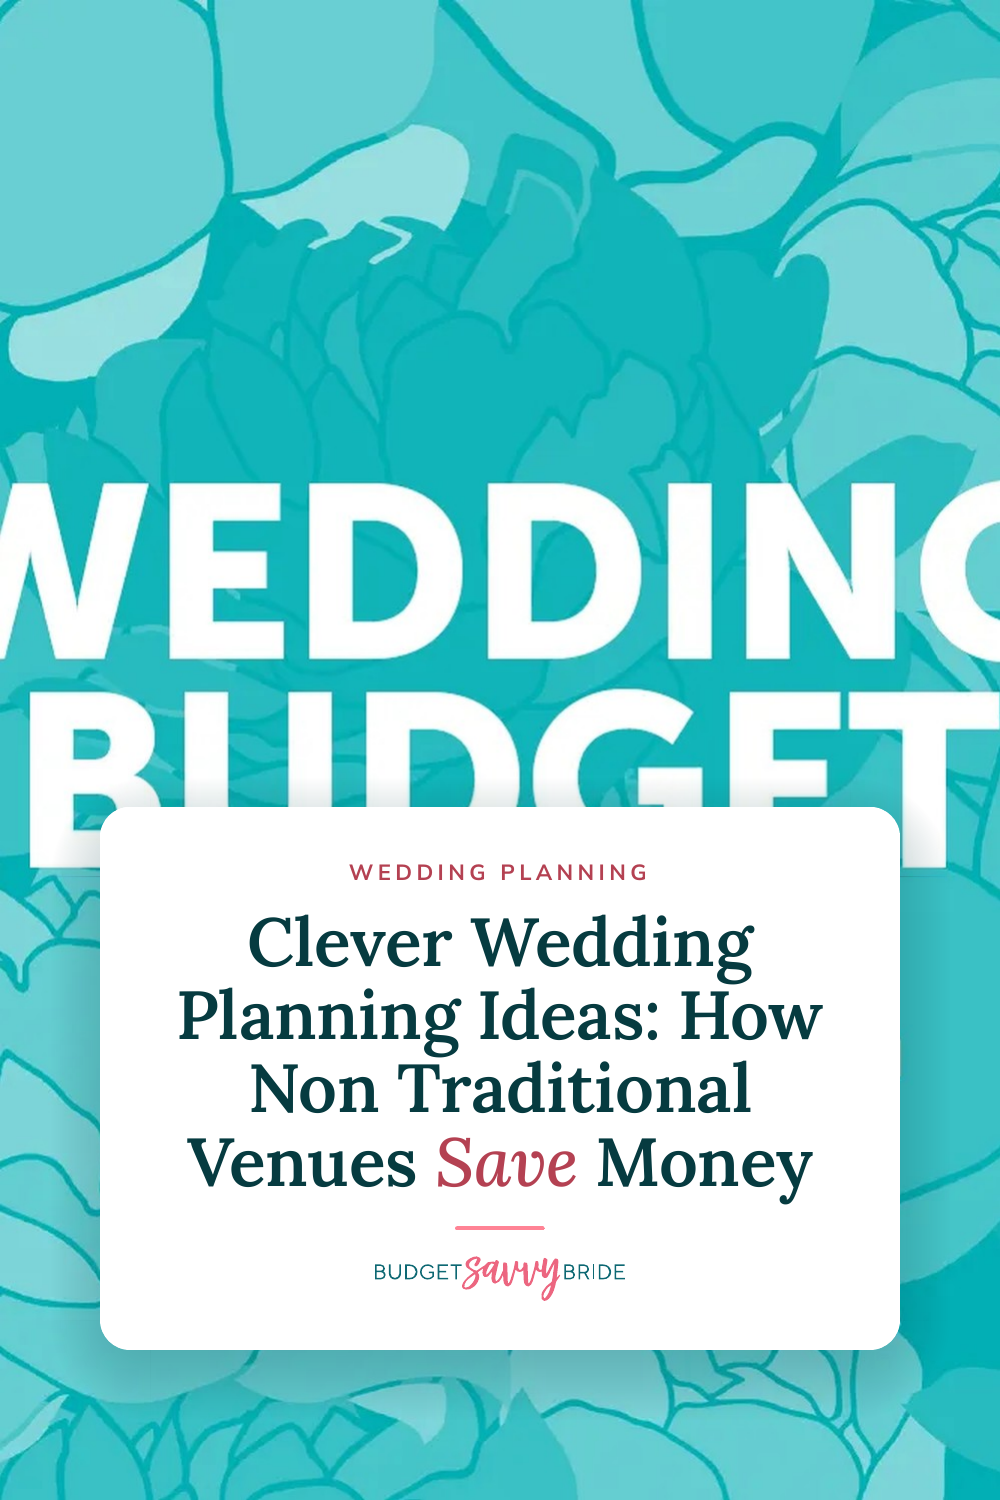 WEDDING
BUDGET
WEDDING PLANNING
Clever Wedding
Planning Ideas: How
Non Traditional
Venues Save Money
BUDGET savvy BRIDE